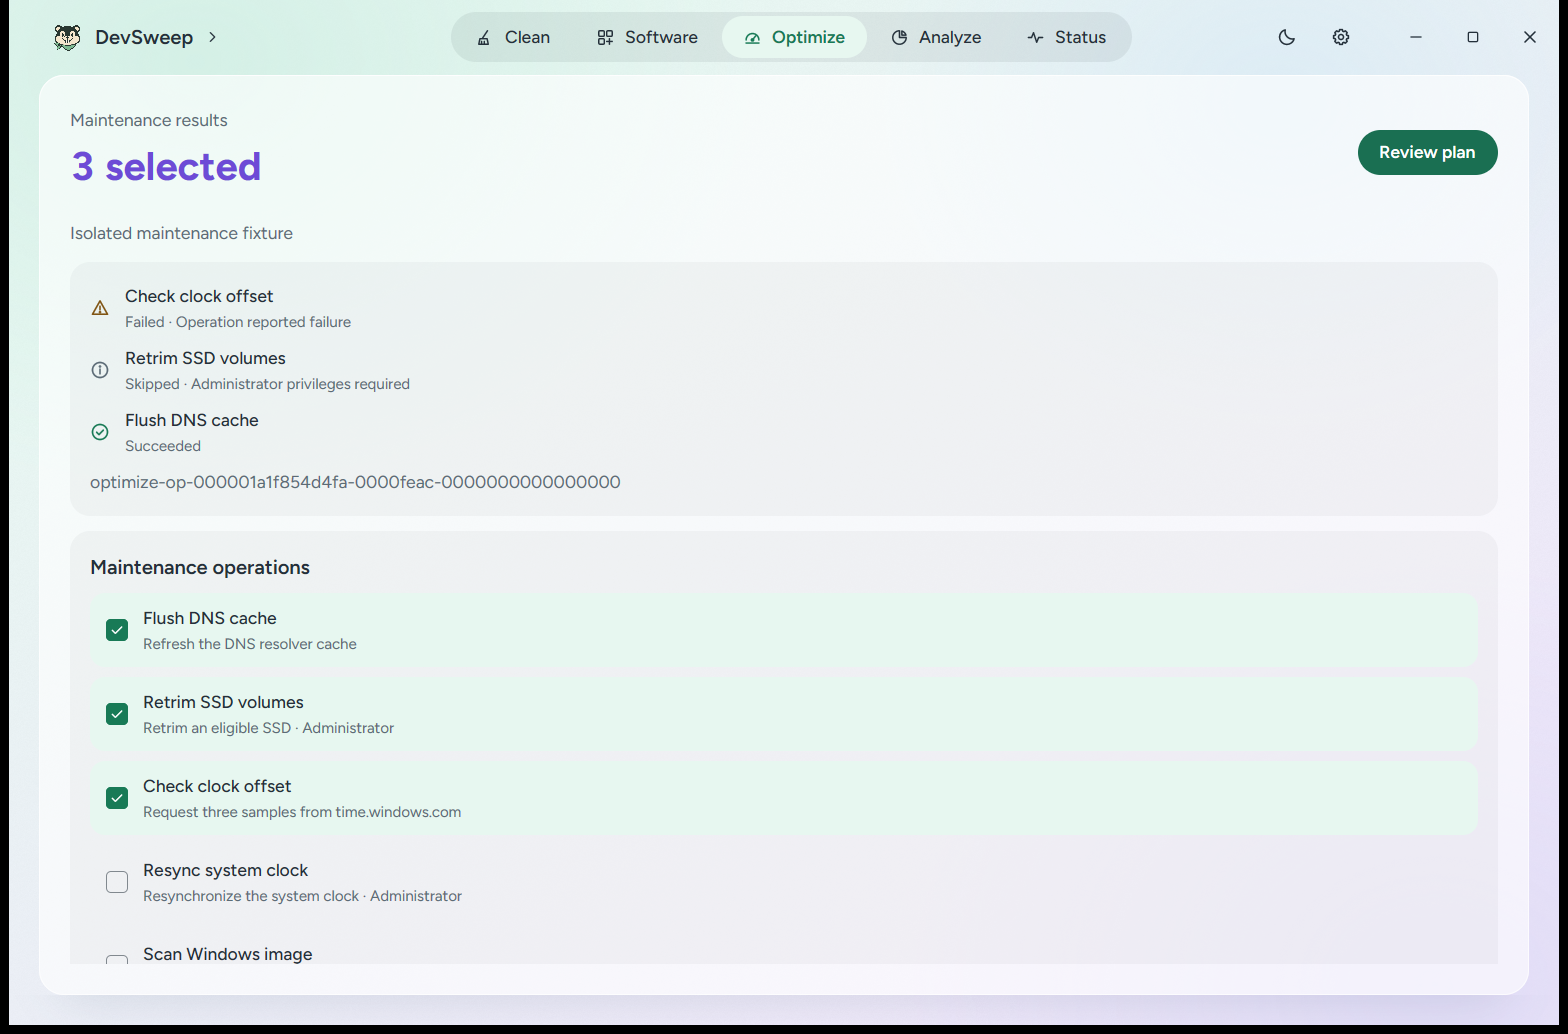 DevSweep
Clean
Software
Optimize
Analyze
Status
Maintenance results
3 selected
Review plan
Isolated maintenance fixture
Check clock offset
Failed · Operation reported failure
Retrim SSD volumes
Skipped · Administrator privileges required
Flush DNS cache
Succeeded
optimize-op-000001a1f854d4fa-0000feac-0000000000000000
Maintenance operations
Flush DNS cache
Refresh the DNS resolver cache
Retrim SSD volumes
Retrim an eligible SSD · Administrator
Check clock offset
Request three samples from time.windows.com
Resync system clock
Resynchronize the system clock · Administrator
Scan Windows image